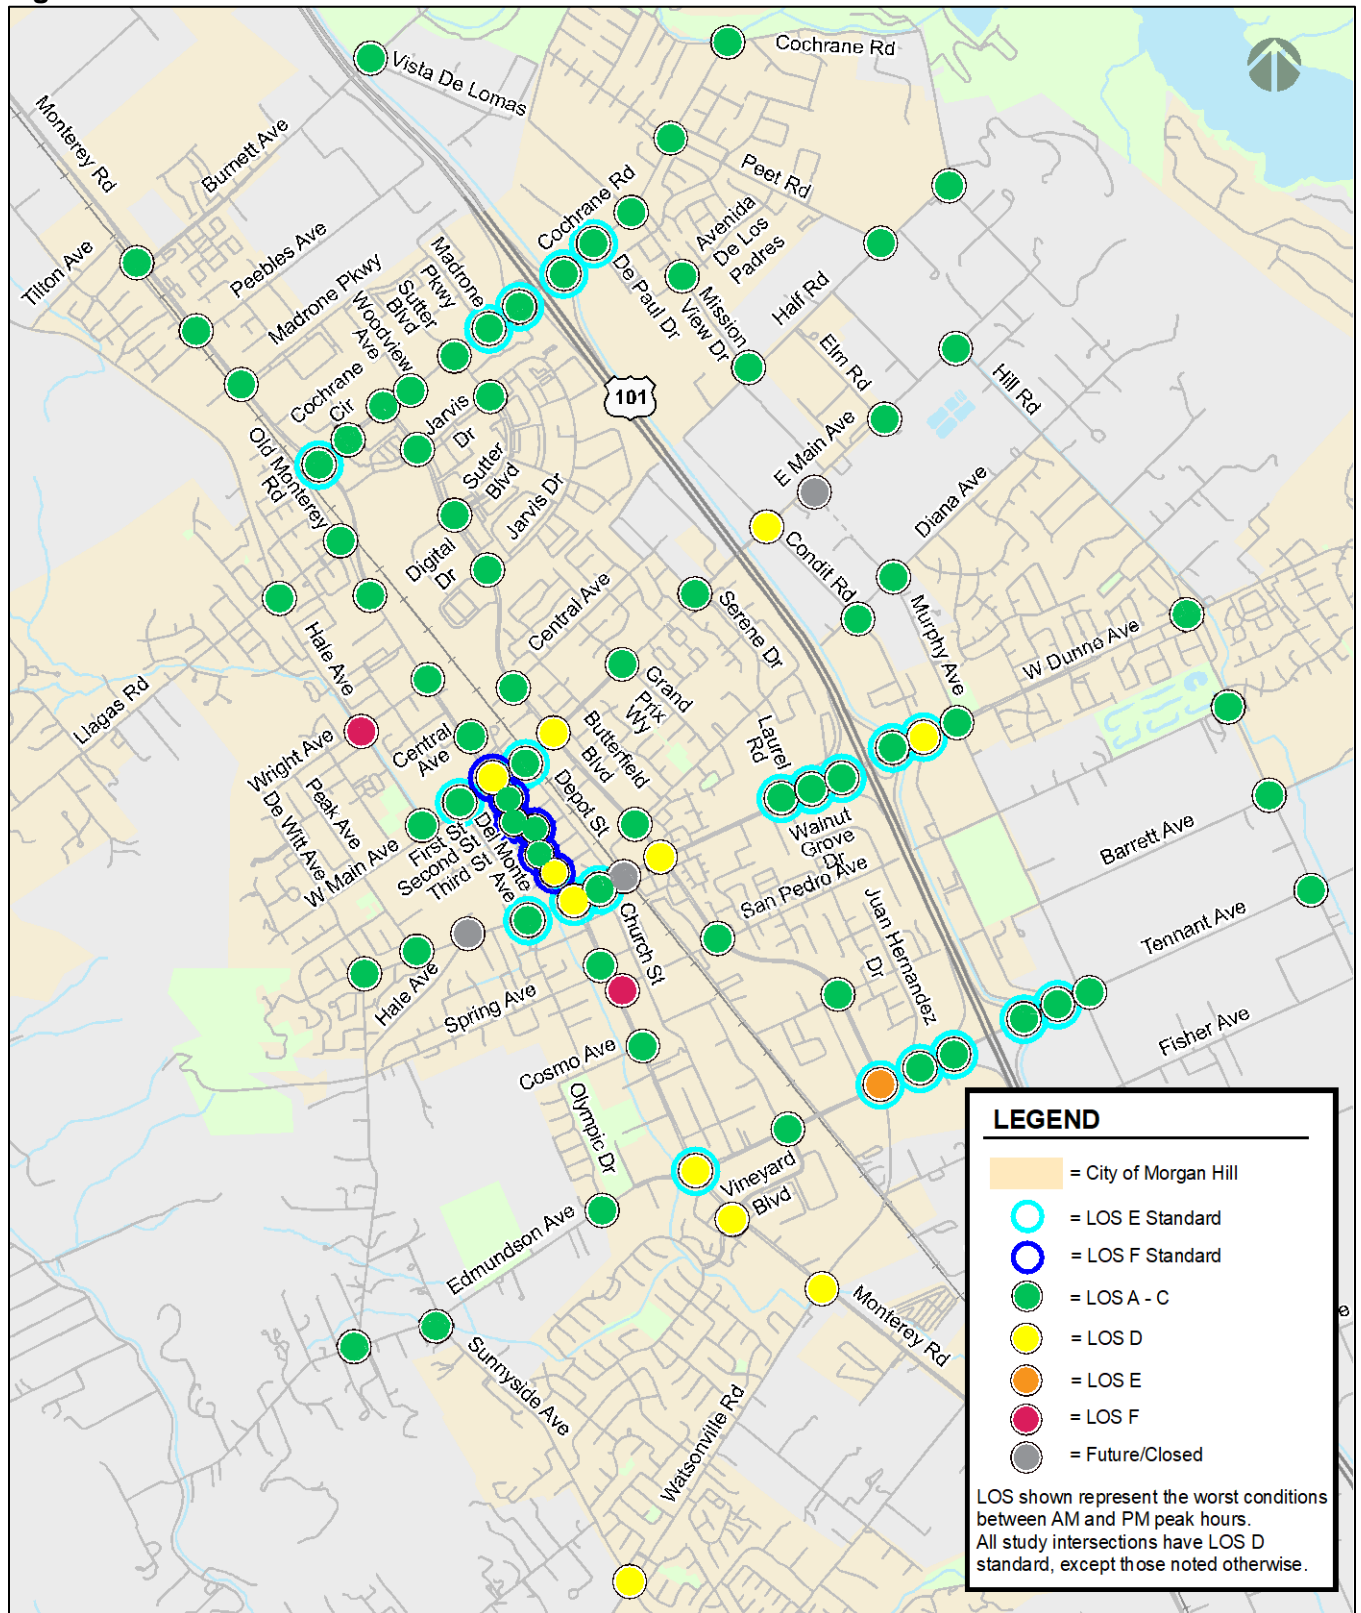 Cochrane Rd
Vista De Lomas
Monterey Rd
Burnett Ave
Peet Rd
Cochrane Rd
Avenida
De Los
Padres
Tilton Ave
Peebles Ave
Madrone
Pkwy
Madrone Pkwy
Sutter
Blvd
Woodview
Ave
De Paul Dr
Mission
View Dr
Half Rd
Elm Rd
Hill Rd
101
Cochrane
Cir
Jarvis
Dr
Old Monterey
Rd
Sutter
Blvd
Jarvis Dr
E Main Ave
Diana Ave
Digital
Dr
Condit Rd
Central Ave
Serene Dr
Murphy Ave
W Dunne Ave
Hale Ave
Llagas Rd
Grand
Prix
Wy
Wright Ave
Central
Ave
Butterfield
Blvd
Laurel
Rd
Peak Ave
De Witt Ave
Depot St
W Main Ave
First St
Second St
Third St
Del Monte
Ave
Walnut
Grove
Dr
San Pedro Ave
Barrett Ave
Church St
Juan Hernandez
Dr
Tennant Ave
Hale Ave
Spring Ave
Fisher Ave
Cosmo Ave
Olympic Dr
Vineyard
Blvd
Edmundson Ave
Monterey Rd
Sunnyside Ave
Watsonville Rd
LEGEND
= City of Morgan Hill
= LOS E Standard
= LOS F Standard
= LOS A - C
= LOS D
= LOS E
= LOS F
= Future/Closed
LOS shown represent the worst conditions
between AM and PM peak hours.
All study intersections have LOS D
standard, except those noted otherwise.